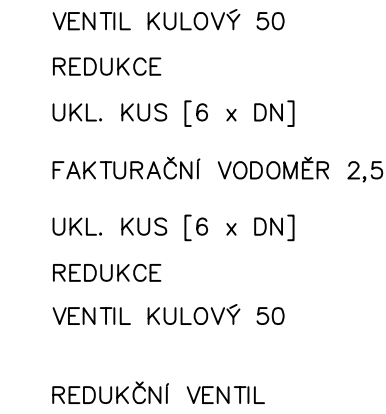 VENTIL KULOVÝ 50
REDUKCE
UKL. KUS [6 x DN]
FAKTURAČNÍ VODOMĚR 2,5
UKL. KUS [6 x DN]
REDUKCE
VENTIL KULOVÝ 50
REDUKČNÍ VENTIL